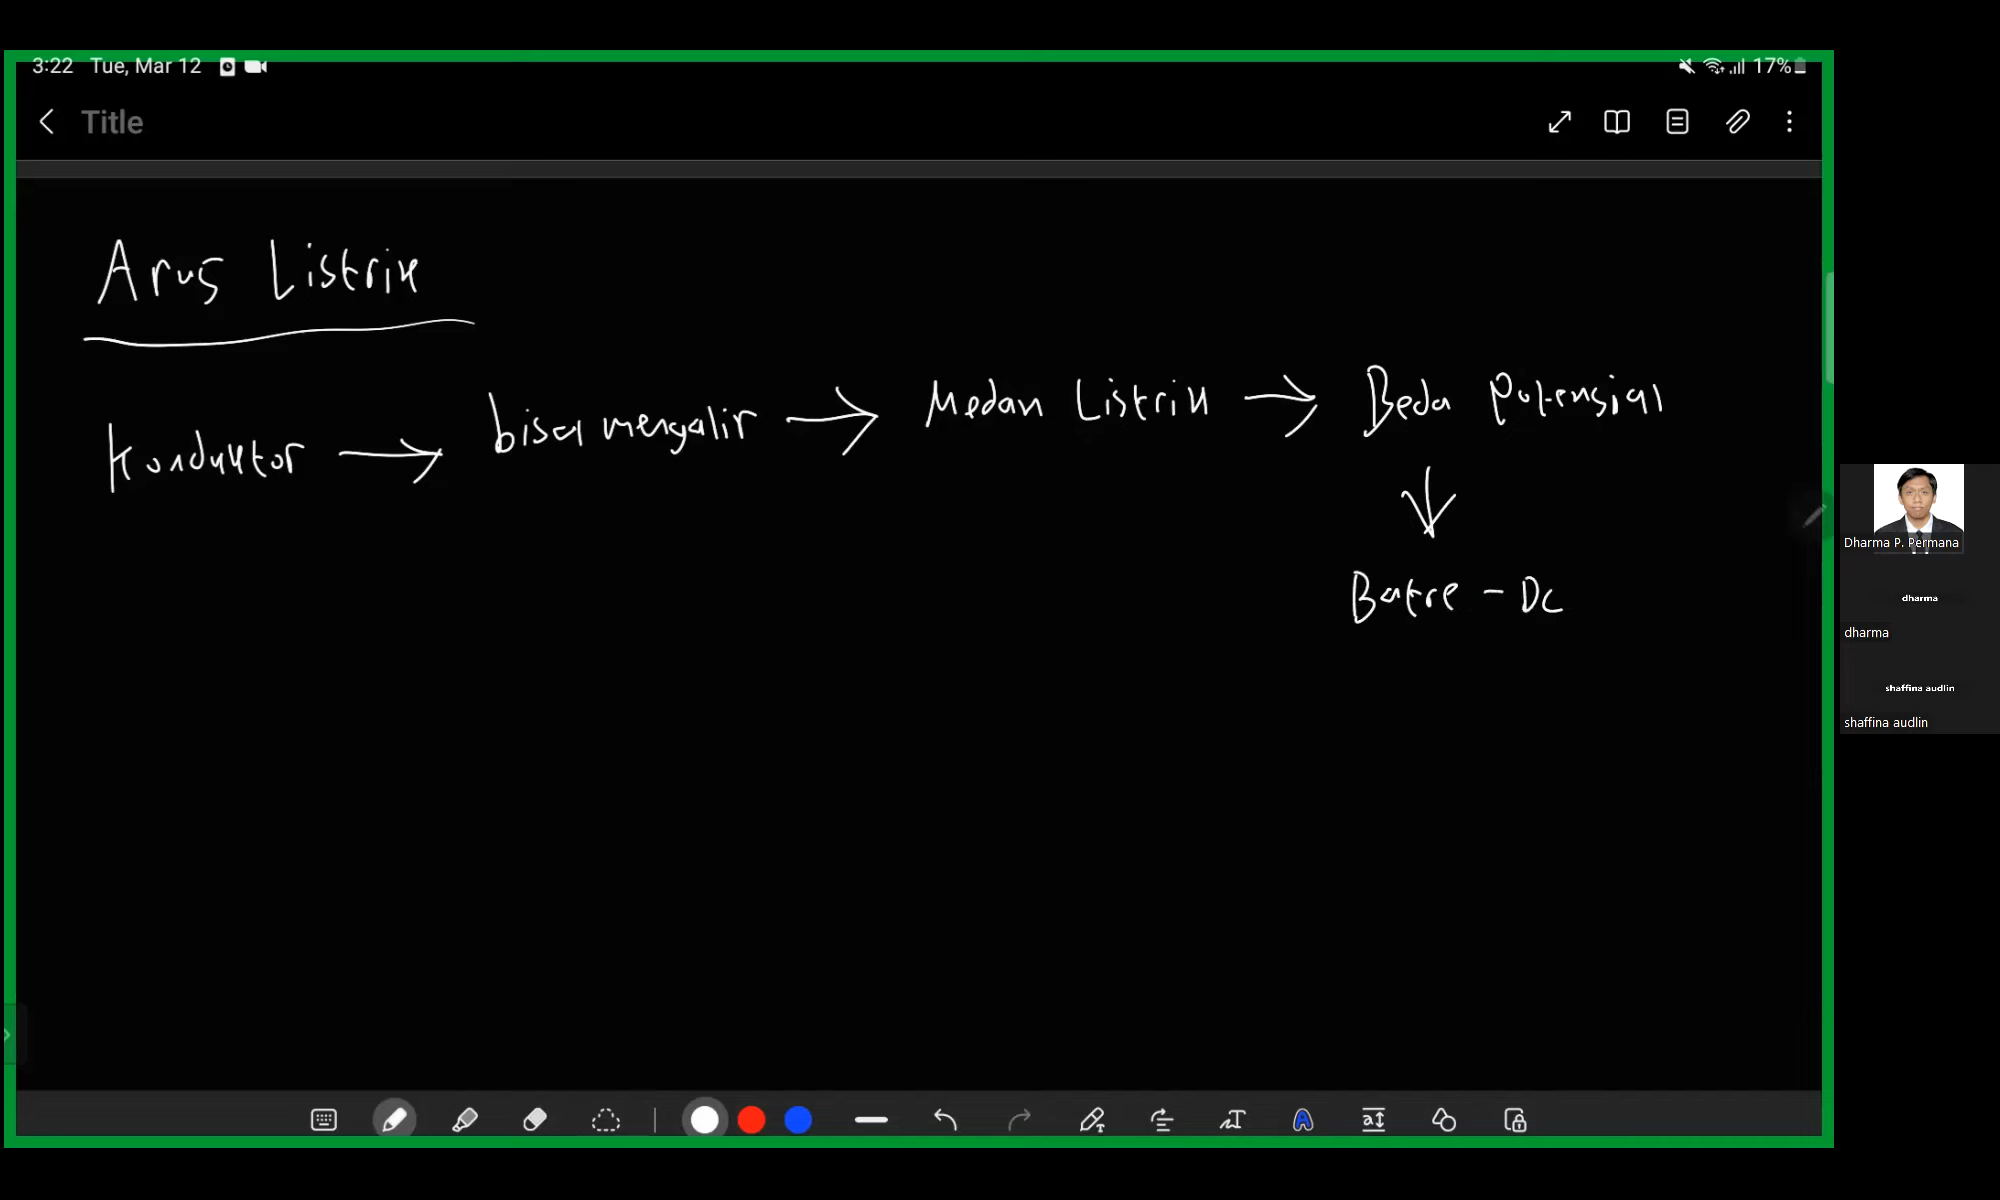 3:22 Tue, Mar 12
17%
Title
Arus Listrik
Konduktor → bisa mengalir → Medan Listrik → Beda Potensial
↓
Batre - DC
Dharma P. Permana
dharma
dharma
shaffina audlin
shaffina audlin